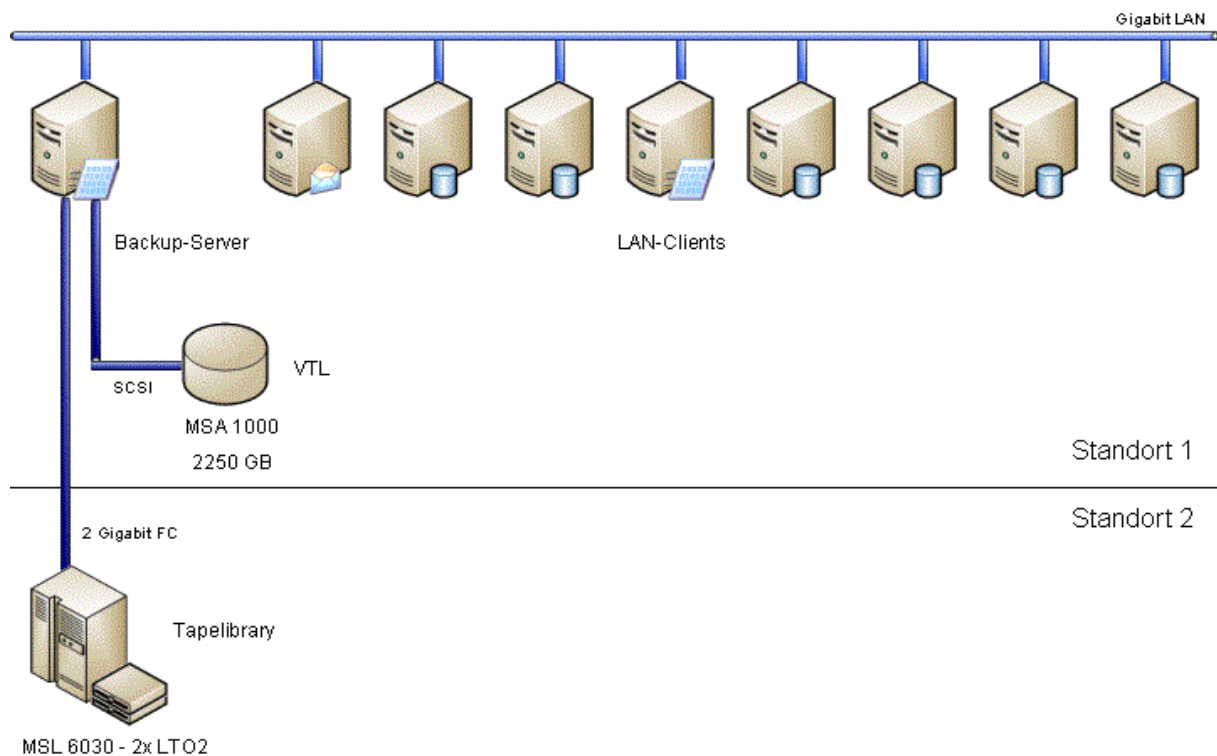 Gigabit LAN
Backup-Server
LAN-Clients
VTL
SCSI
MSA 1000
2250 GB
Standort 1
Standort 2
2 Gigabit FC
Tapelibrary
MSL 6030 - 2x LTO2